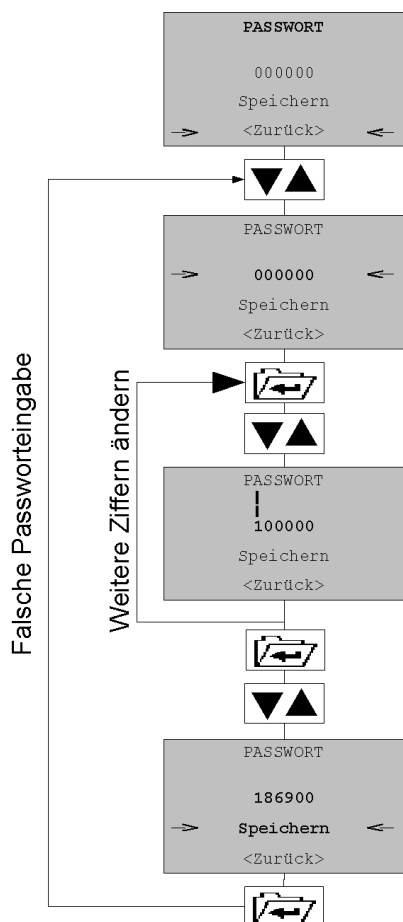 PASSWORT
000000
Speichern
<Zurück>
PASSWORT
000000
Speichern
<Zurück>
PASSWORT
100000
Speichern
<Zurück>
PASSWORT
186900
Speichern
<Zurück>
Falsche Passworteingabe
Weitere Ziffern ändern